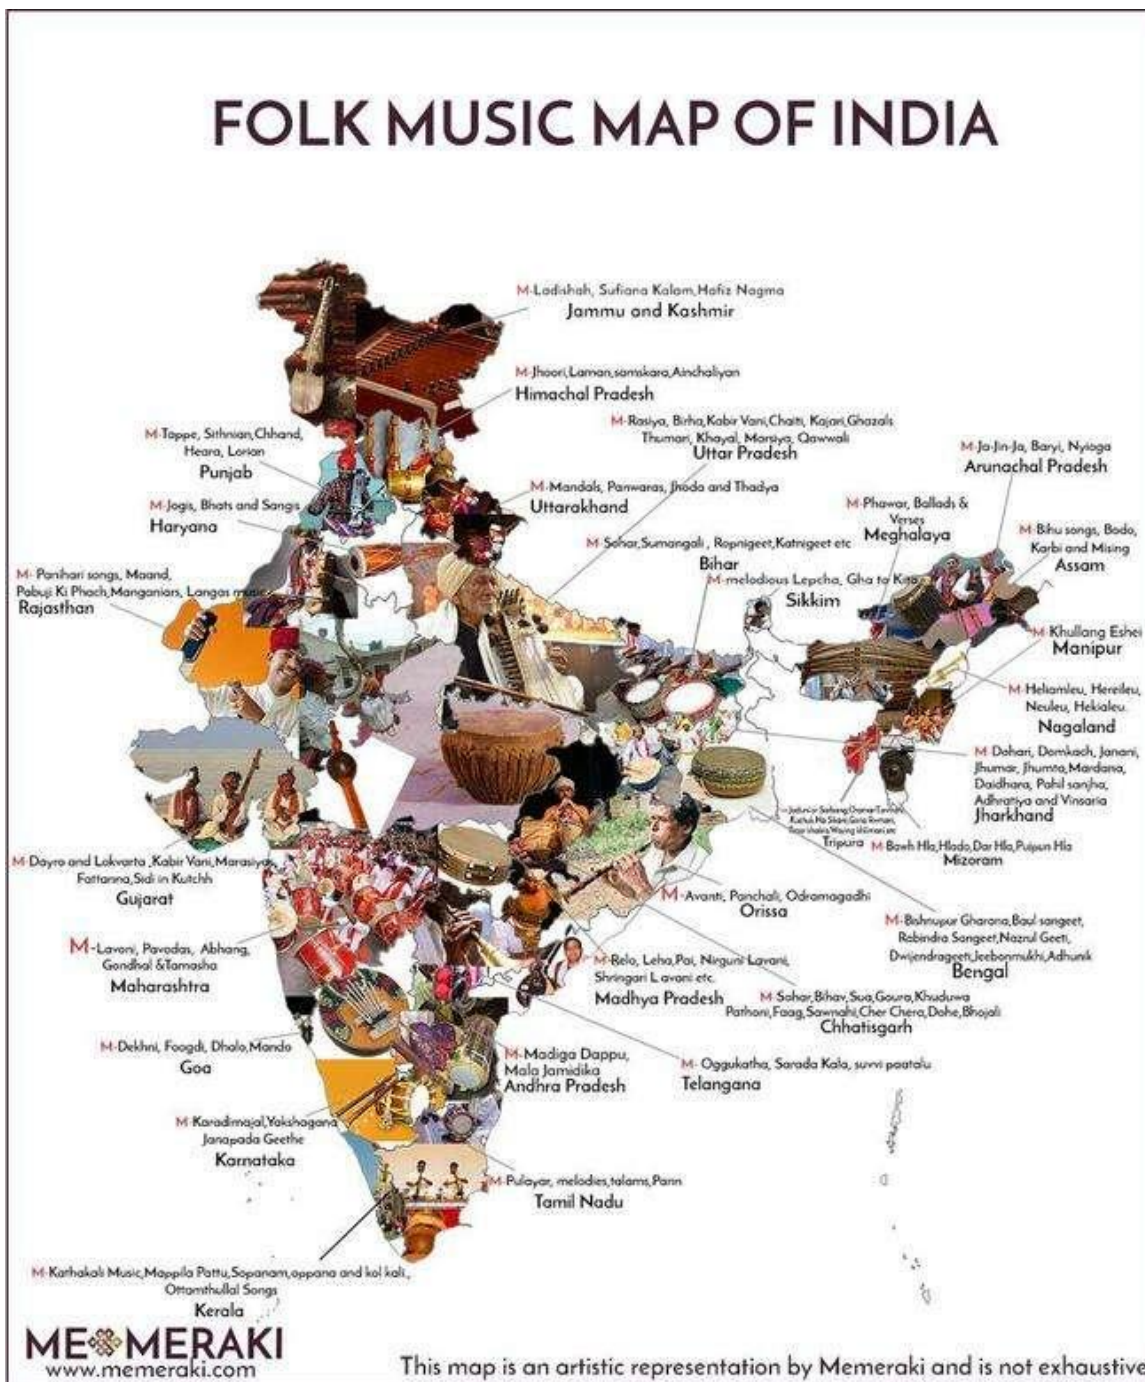 FOLK MUSIC MAP OF INDIA
M-Ladishah, Sufiana Kalam,Hafiz Nagma
Jammu and Kashmir
M-Jhoori,Laman,samskara,Ainchaliyan
Himachal Pradesh
M-Rasiya, Birha,Kabir Vani,Chaiti, Kajari,Ghazals
Thumari, Khayal, Marsiya, Qawwali
Uttar Pradesh
M-Tappe, Sithnian,Chhand,
Heara, Lorian
Punjab
M-Ja-Jin-Ja, Baryi, Nyioga
Arunachal Pradesh
M-Mandals, Panwaras, Jhoda and Thadya
Uttarakhand
M-Jogis, Bhats and Sangis
Haryana
M-Phawar, Ballads &
Verses
Meghalaya
M-Bihu songs, Bodo,
Karbi and Mising
Assam
M-Sohar,Sumangali , Ropnigeet,Katnigeet etc
Bihar
M-melodious Lepcha, Gha to Kito
Sikkim
M- Panihari songs, Maand,
Pabuji Ki Phach,Manganiars, Langas music
Rajasthan
M-Khullang Eshei
Manipur
M-Heliamleu, Hereileu,
Neuleu, Hekialeu.
Nagaland
M-Dohari, Domkach, Janani,
Jhumar, Jhumta,Mardana,
Daidhara, Pahil sanjha,
Adhratiya and Vinsaria
Jharkhand
Tripura
M-Bawh Hla,Hlado,Dar Hla,Puipun Hla
Mizoram
M-Dayro and Lokvarta ,Kabir Vani,Marasiyas,
Fattanna,Sidi in Kutchh
Gujarat
M-Avanti, Panchali, Odramagadhi
Orissa
M-Bishnupur Gharana,Baul sangeet,
Rabindra Sangeet,Nazrul Geeti,
Dwijendrageeti,Jeebonmukhi,Adhunik
Bengal
M-Lavani, Pavadas, Abhang,
Gondhal &Tamasha
Maharashtra
M-Relo, Leha, Pai, Nirguni Lavani,
Shringari Lavani etc.
Madhya Pradesh
M-Sohar,Bihav,Sua,Goura,Khuduwa
Pathoni,Faag,Sawnahi,Cher Chera,Dohe,Bhojali
Chhatisgarh
M-Dekhni, Foogdi, Dhalo,Mando
Goa
M-Madiga Dappu,
Mala Jamidika
Andhra Pradesh
M- Oggukatha, Sarada Kala, suvvi paatalu
Telangana
M-Karadimajal,Yakshagana
Janapada Geethe
Karnataka
M-Pulayar, melodies,talams,Pann
Tamil Nadu
M-Kathakali Music,Mappila Pattu,Sopanam,oppana and kol kali.,
Ottamthullal Songs
Kerala
MEMERAKI
www.memeraki.com
This map is an artistic representation by Memeraki and is not exhaustive